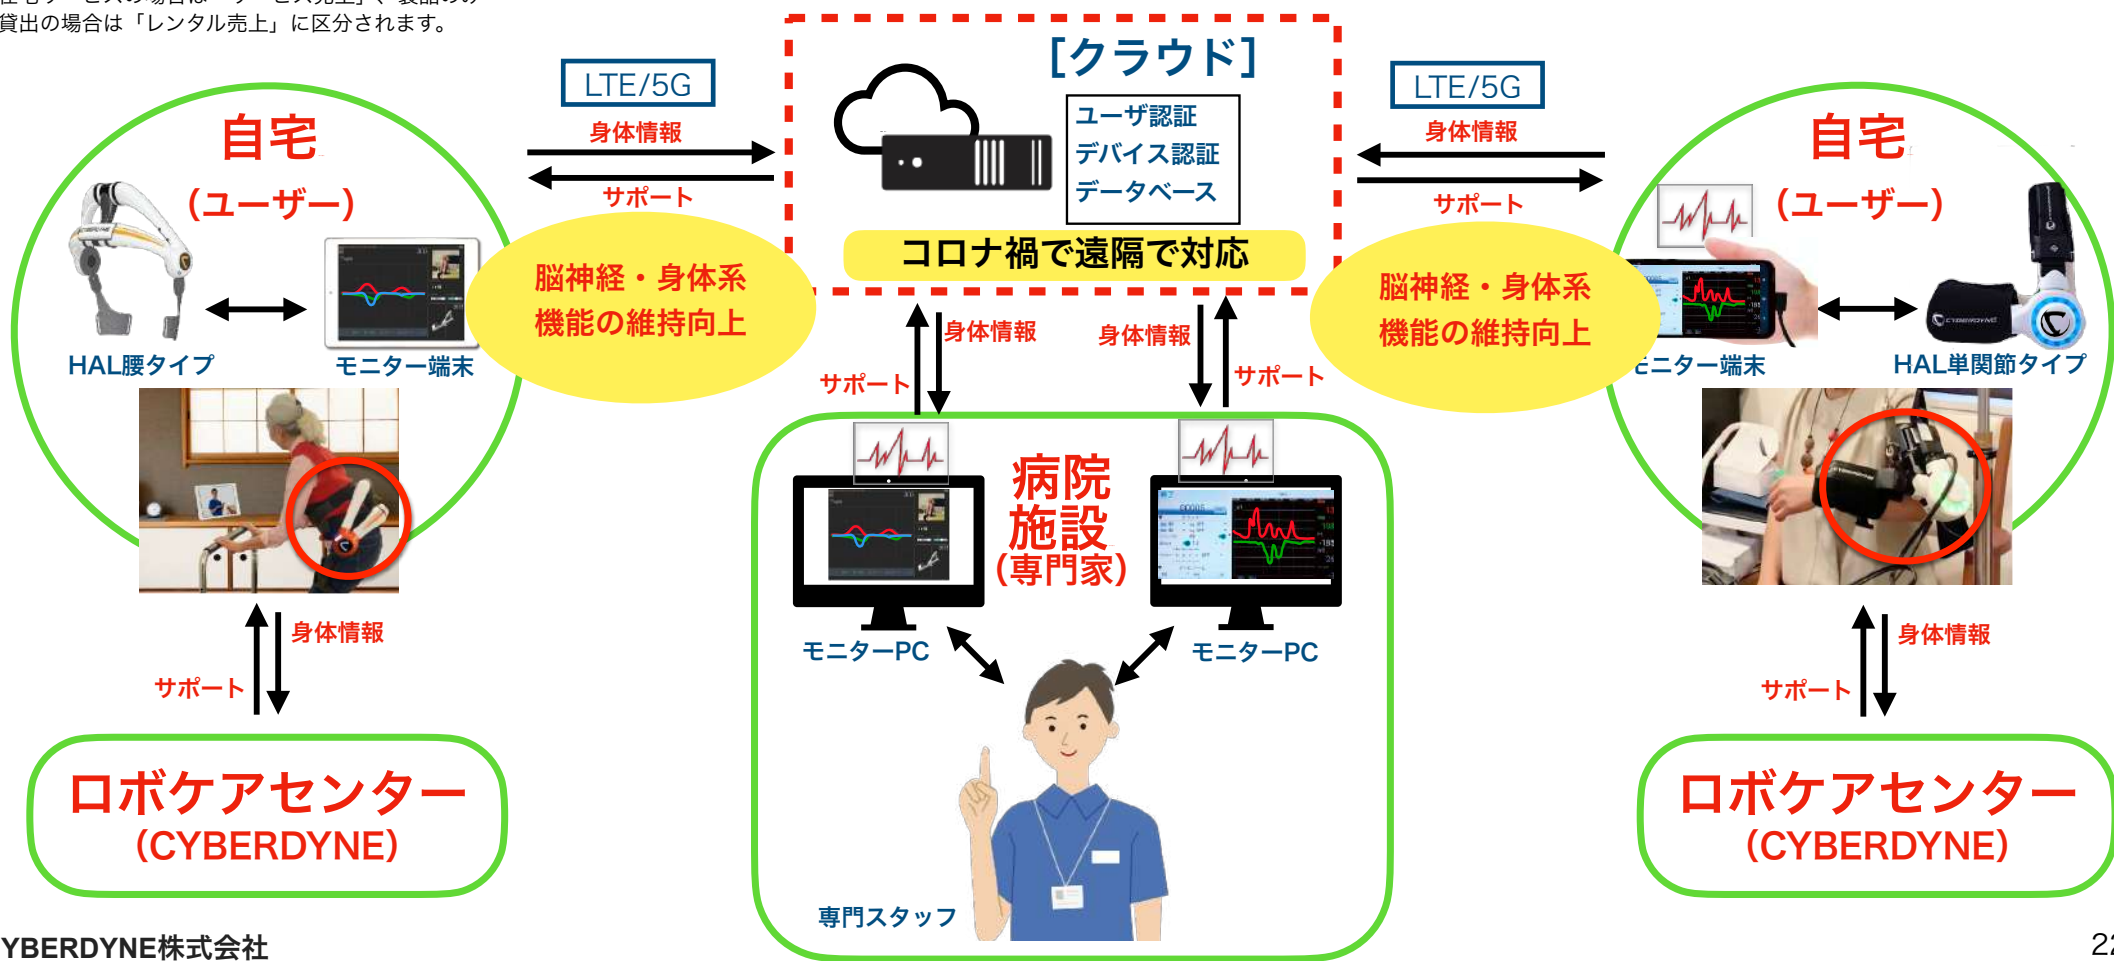 貸出の場合は「レンタル売上」に区分されます。
[クラウド]
LTE/5G
身体情報
サポート
ユーザ認証
デバイス認証
データベース
コロナ禍で遠隔で対応
LTE/5G
身体情報
サポート
自宅
(ユーザー)
HAL腰タイプ
モニター端末
脳神経・身体系
機能の維持向上
脳神経・身体系
機能の維持向上
自宅
(ユーザー)
モニター端末
HAL単関節タイプ
CYBERDYNE
サポート
身体情報
身体情報
サポート
病院
施設
(専門家)
モニターPC
モニターPC
専門スタッフ
身体情報
サポート
ロボケアセンター
(CYBERDYNE)
身体情報
サポート
ロボケアセンター
(CYBERDYNE)
YBERDYNE株式会社
22